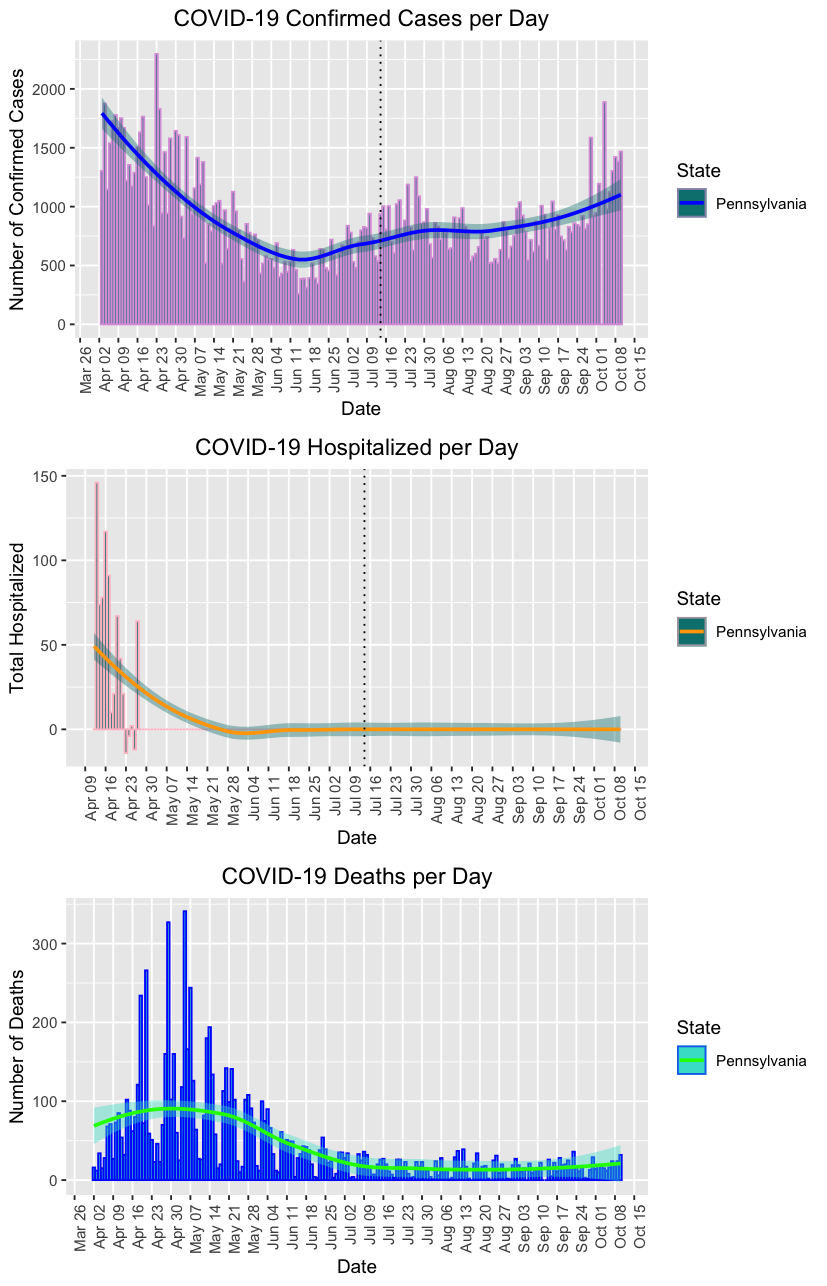 COVID-19 Confirmed Cases per Day
Number of Confirmed Cases
2000
1500
1000
500
0
Mar 26
Apr 02
Apr 09
Apr 16
Apr 23
Apr 30
May 07
May 14
May 21
May 28
Jun 04
Jun 11
Jun 18
Jun 25
Jul 02
Jul 09
Jul 16
Jul 23
Jul 30
Aug 06
Aug 13
Aug 20
Aug 27
Sep 03
Sep 10
Sep 17
Sep 24
Oct 01
Oct 08
Oct 15
Date
State
Pennsylvania
COVID-19 Hospitalized per Day
Total Hospitalized
150
100
50
0
Apr 09
Apr 16
Apr 23
Apr 30
May 07
May 14
May 21
May 28
Jun 04
Jun 11
Jun 18
Jun 25
Jul 02
Jul 09
Jul 16
Jul 23
Jul 30
Aug 06
Aug 13
Aug 20
Aug 27
Sep 03
Sep 10
Sep 17
Sep 24
Oct 01
Oct 08
Oct 15
Date
State
Pennsylvania
COVID-19 Deaths per Day
Number of Deaths
300
200
100
0
Mar 26
Apr 02
Apr 09
Apr 16
Apr 23
Apr 30
May 07
May 14
May 21
May 28
Jun 04
Jun 11
Jun 18
Jun 25
Jul 02
Jul 09
Jul 16
Jul 23
Jul 30
Aug 06
Aug 13
Aug 20
Aug 27
Sep 03
Sep 10
Sep 17
Sep 24
Oct 01
Oct 08
Oct 15
Date
State
Pennsylvania